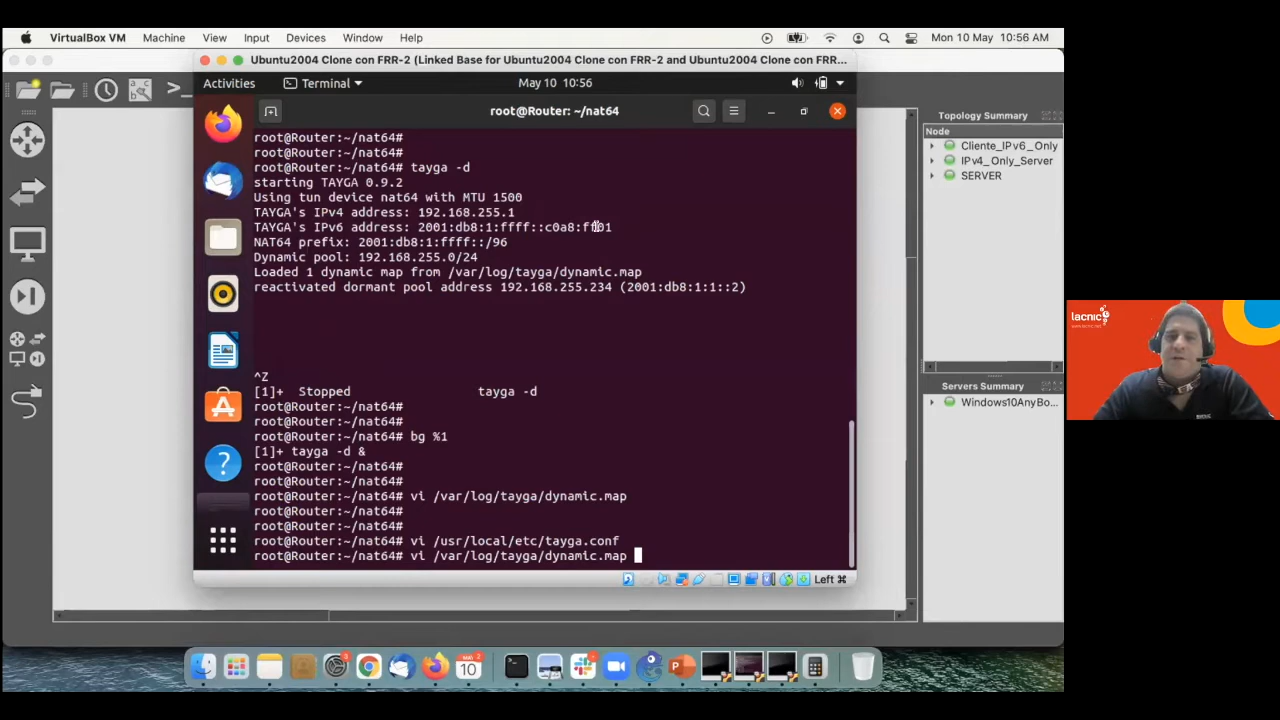 VirtualBox VM Machine View Input Devices Window Help
Mon 10 May 10:56 AM
Ubuntu2004 Clone con FRR-2 (Linked Base for Ubuntu2004 Clone con FRR-2 and Ubuntu2004 Clone con FRR...
Activities
Terminal
May 10 10:56
root@Router: ~/nat64
root@Router:~/nat64#
root@Router:~/nat64#
root@Router:~/nat64# tayga -d
starting TAYGA 0.9.2
Using tun device nat64 with MTU 1500
TAYGA's IPv4 address: 192.168.255.1
TAYGA's IPv6 address: 2001:db8:1:ffff::c0a8:ff01
NAT64 prefix: 2001:db8:1:ffff::/96
Dynamic pool: 192.168.255.0/24
Loaded 1 dynamic map from /var/log/tayga/dynamic.map
reactivated dormant pool address 192.168.255.234 (2001:db8:1:1::2)
^Z
[1]+ Stopped tayga -d
root@Router:~/nat64#
root@Router:~/nat64#
root@Router:~/nat64# bg %1
[1]+ tayga -d &
root@Router:~/nat64#
root@Router:~/nat64#
root@Router:~/nat64# vi /var/log/tayga/dynamic.map
root@Router:~/nat64#
root@Router:~/nat64#
root@Router:~/nat64# vi /usr/local/etc/tayga.conf
root@Router:~/nat64# vi /var/log/tayga/dynamic.map
Left ⌘
Topology Summary
Node
Cliente_IPv6_Only
IPv4_Only_Server
SERVER
Servers Summary
Windows10AnyBo...
lacnic